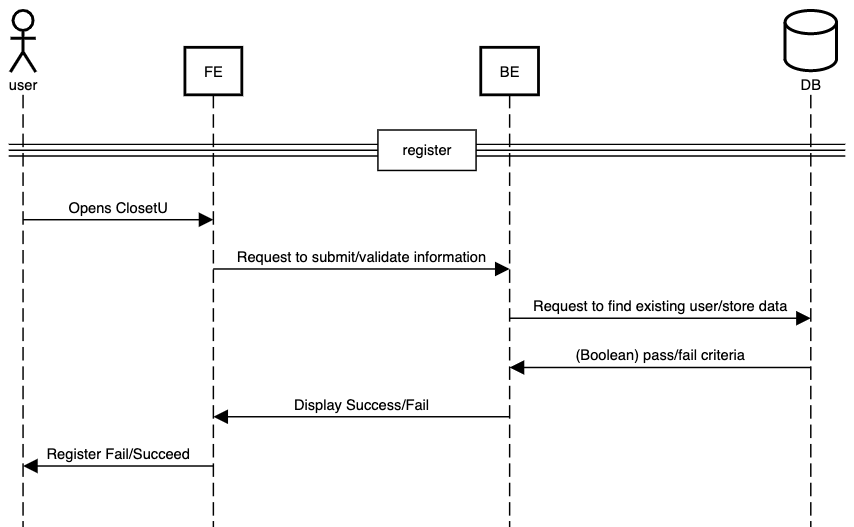 user
FE
BE
DB
register
Opens ClosetU
Request to submit/validate information
Request to find existing user/store data
(Boolean) pass/fail criteria
Display Success/Fail
Register Fail/Succeed